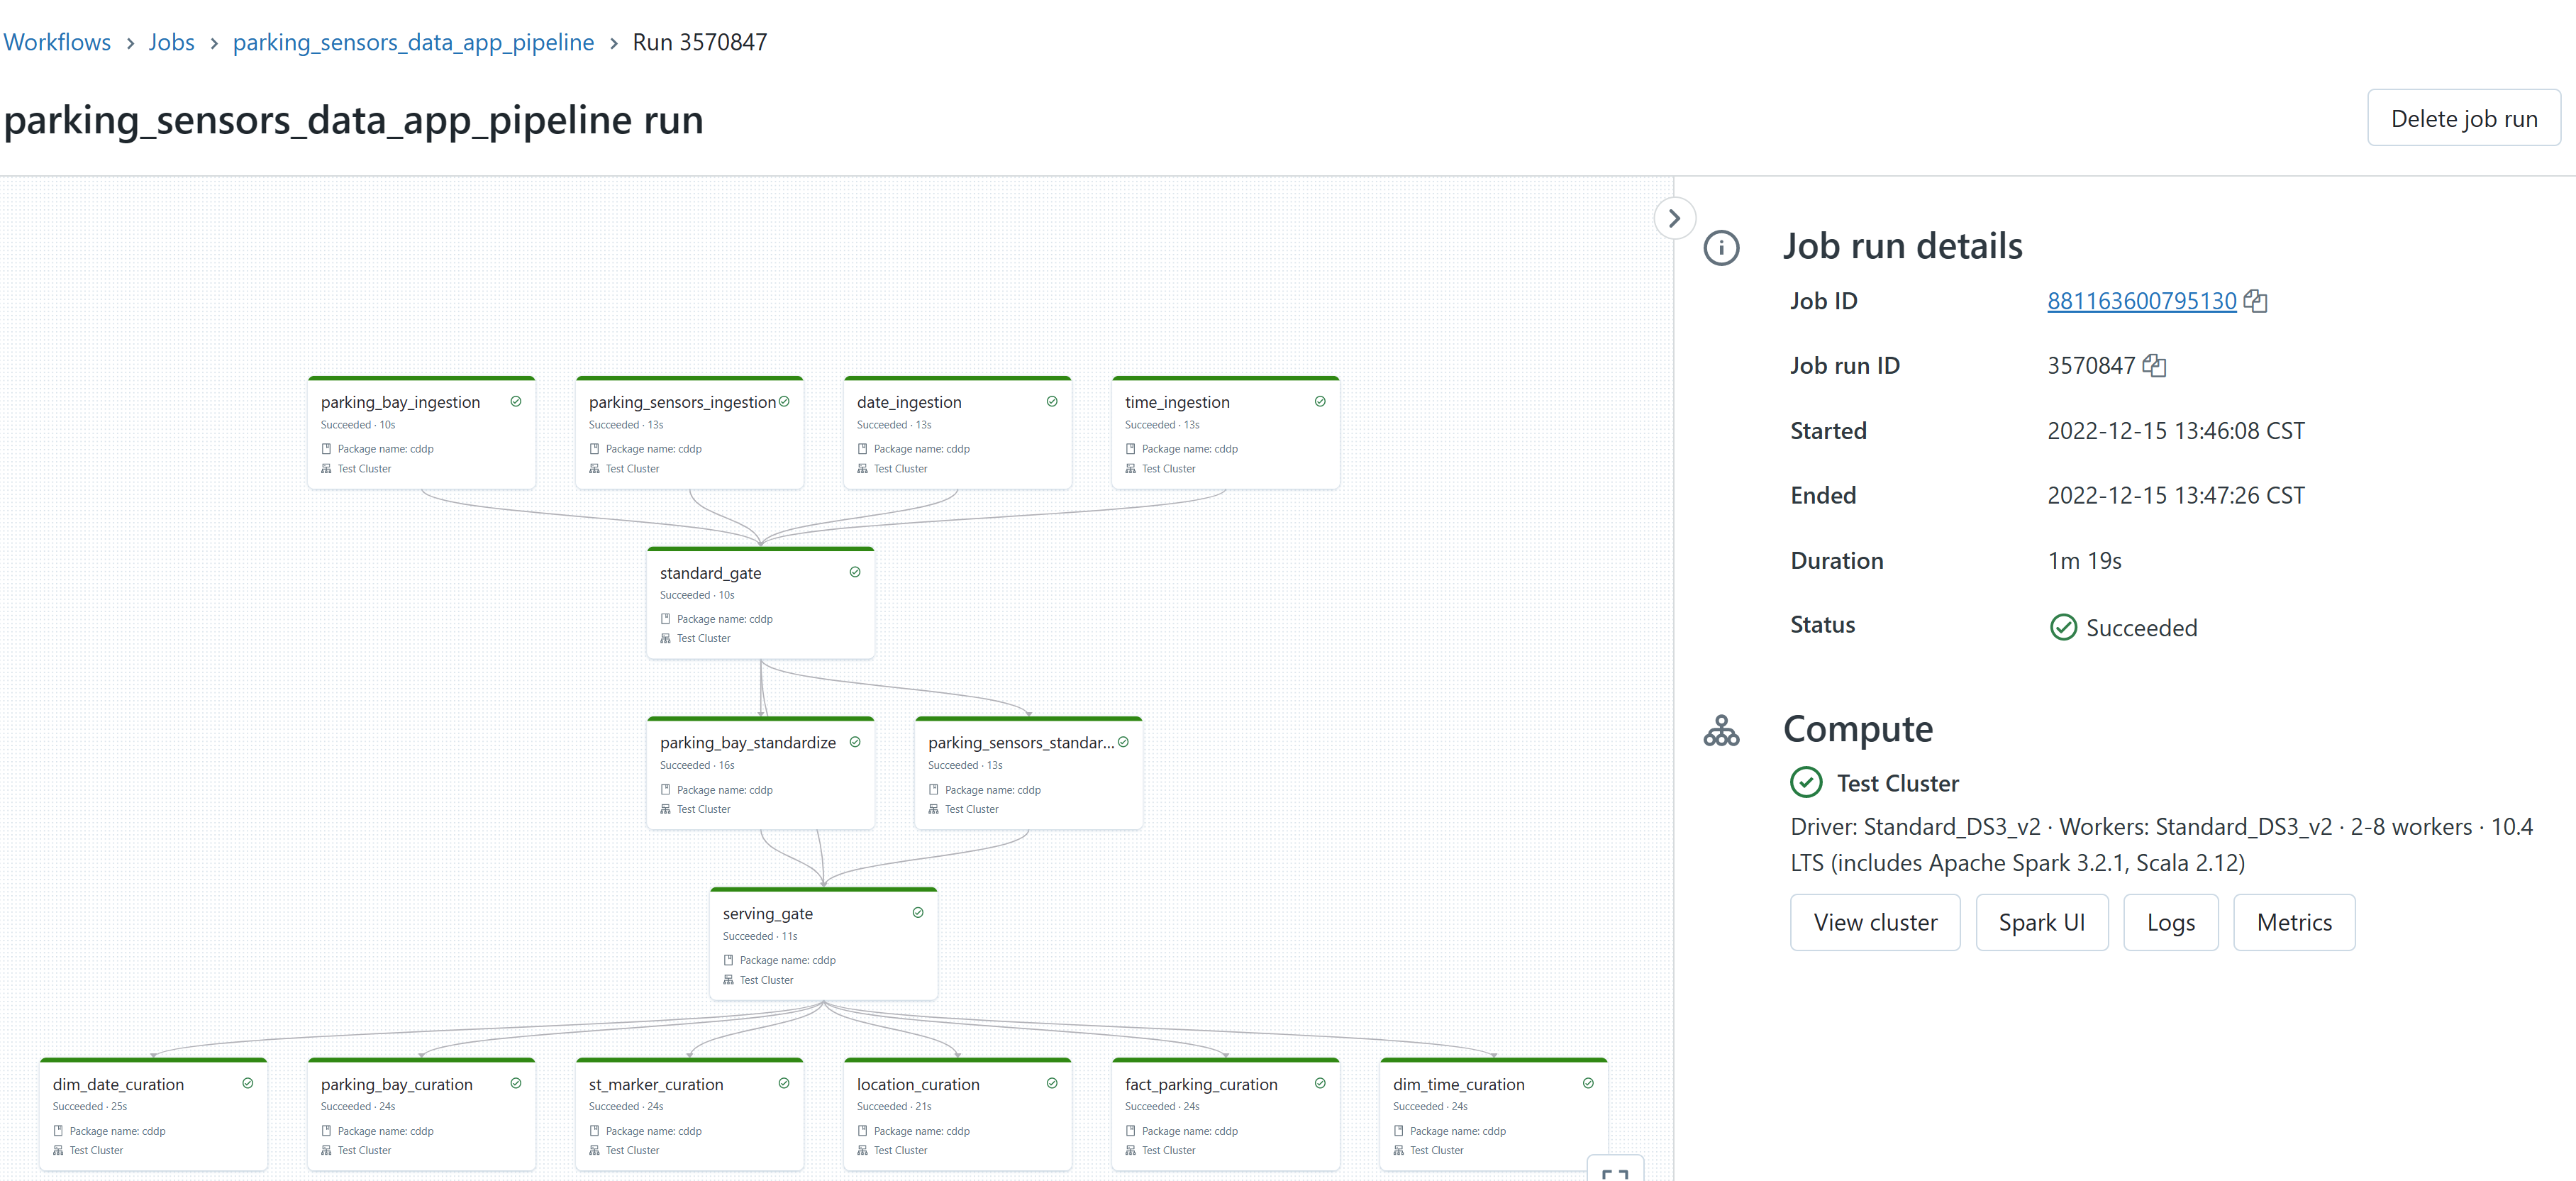 Workflows > Jobs > parking_sensors_data_app_pipeline > Run 3570847
parking_sensors_data_app_pipeline run
Delete job run
parking_bay_ingestion
Succeeded · 10s
Package name: cddp
Test Cluster
parking_sensors_ingestion
Succeeded · 13s
Package name: cddp
Test Cluster
date_ingestion
Succeeded · 13s
Package name: cddp
Test Cluster
time_ingestion
Succeeded · 13s
Package name: cddp
Test Cluster
standard_gate
Succeeded · 10s
Package name: cddp
Test Cluster
parking_bay_standardize
Succeeded · 16s
Package name: cddp
Test Cluster
parking_sensors_standar...
Succeeded · 13s
Package name: cddp
Test Cluster
serving_gate
Succeeded · 11s
Package name: cddp
Test Cluster
dim_date_curation
Succeeded · 25s
Package name: cddp
Test Cluster
parking_bay_curation
Succeeded · 24s
Package name: cddp
Test Cluster
st_marker_curation
Succeeded · 24s
Package name: cddp
Test Cluster
location_curation
Succeeded · 21s
Package name: cddp
Test Cluster
fact_parking_curation
Succeeded · 24s
Package name: cddp
Test Cluster
dim_time_curation
Succeeded · 24s
Package name: cddp
Test Cluster
Job run details
Job ID 881163600795130
Job run ID 3570847
Started 2022-12-15 13:46:08 CST
Ended 2022-12-15 13:47:26 CST
Duration 1m 19s
Status Succeeded
Compute
Test Cluster
Driver: Standard_DS3_v2 · Workers: Standard_DS3_v2 · 2-8 workers · 10.4
LTS (includes Apache Spark 3.2.1, Scala 2.12)
View cluster
Spark UI
Logs
Metrics